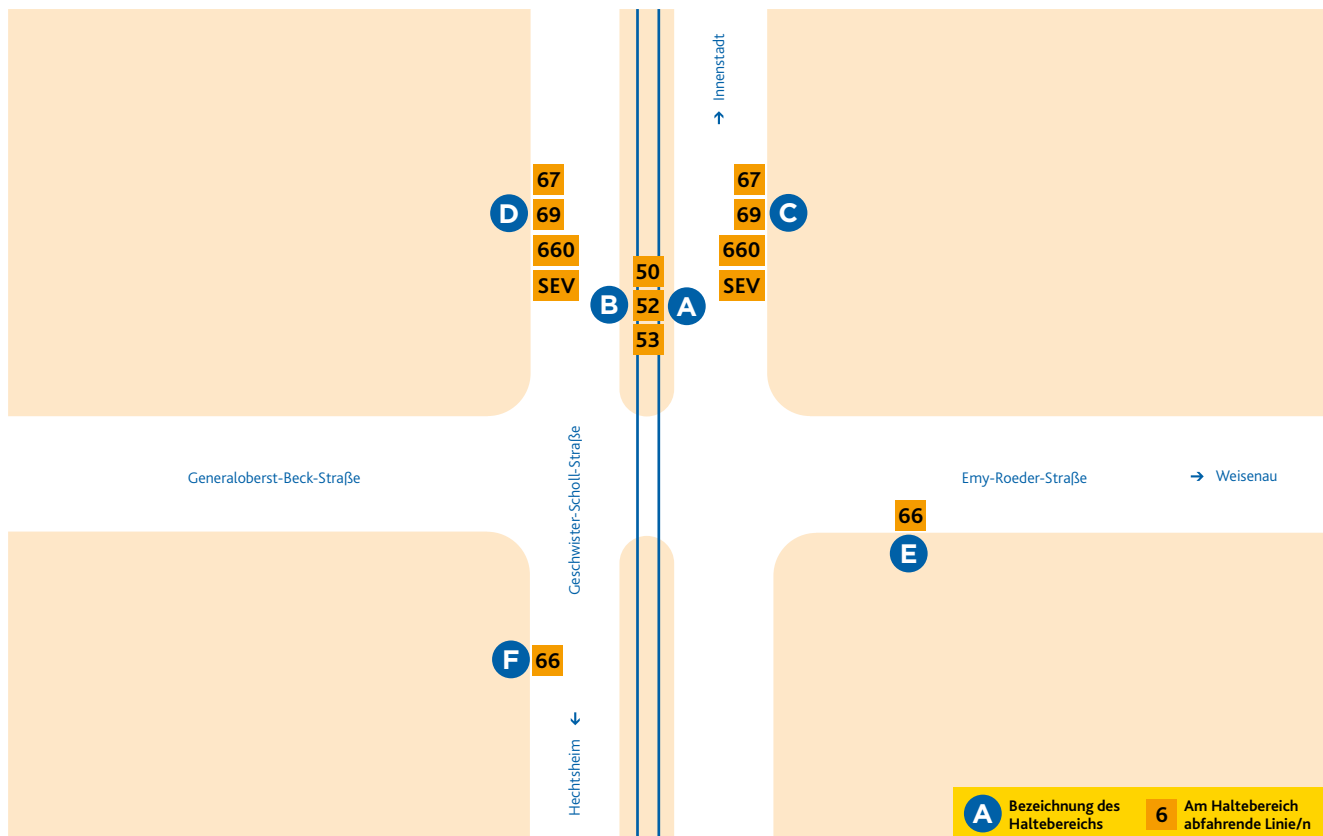 → Innenstadt
67
69
660
SEV
D
67
69
660
SEV
C
50
52
53
B
A
Generaloberst-Beck-Straße
Geschwister-Scholl-Straße
Emy-Roeder-Straße
→ Weisenau
66
E
F
66
Hechtsheim ←
A Bezeichnung des
Haltebereichs
6 Am Haltebereich
abfahrende Linie/n